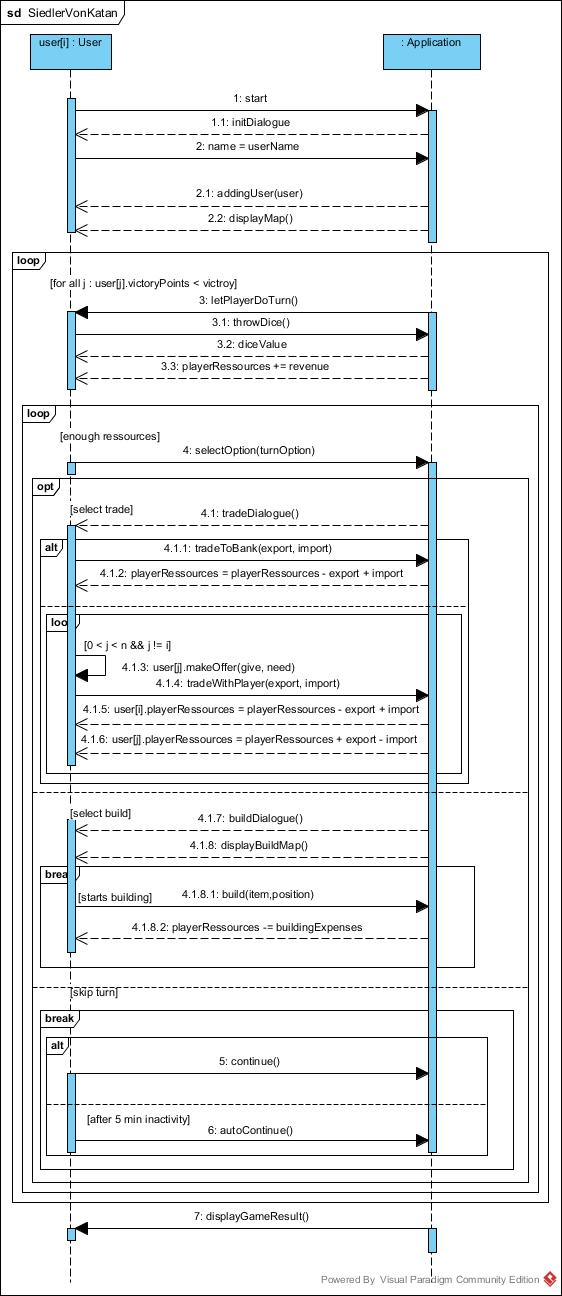 sd SiedlerVonKatan
user[i] : User
: Application
1: start
1.1: initDialogue
2: name = userName
2.1: addingUser(user)
2.2: displayMap()
loop
[for all j : user[j].victoryPoints < victroy]
3: letPlayerDoTurn()
3.1: throwDice()
3.2: diceValue
3.3: playerRessources += revenue
loop
[enough ressources]
4: selectOption(turnOption)
opt
[select trade]
4.1: tradeDialogue()
alt
4.1.1: tradeToBank(export, import)
4.1.2: playerRessources = playerRessources - export + import
loop
[0 < j < n && j != i]
4.1.3: user[j].makeOffer(give, need)
4.1.4: tradeWithPlayer(export, import)
4.1.5: user[i].playerRessources = playerRessources - export + import
4.1.6: user[j].playerRessources = playerRessources + export - import
[select build]
4.1.7: buildDialogue()
4.1.8: displayBuildMap()
break
[starts building]
4.1.8.1: build(item,position)
4.1.8.2: playerRessources -= buildingExpenses
[skip turn]
break
alt
5: continue()
[after 5 min inactivity]
6: autoContinue()
7: displayGameResult()
Powered By Visual Paradigm Community Edition